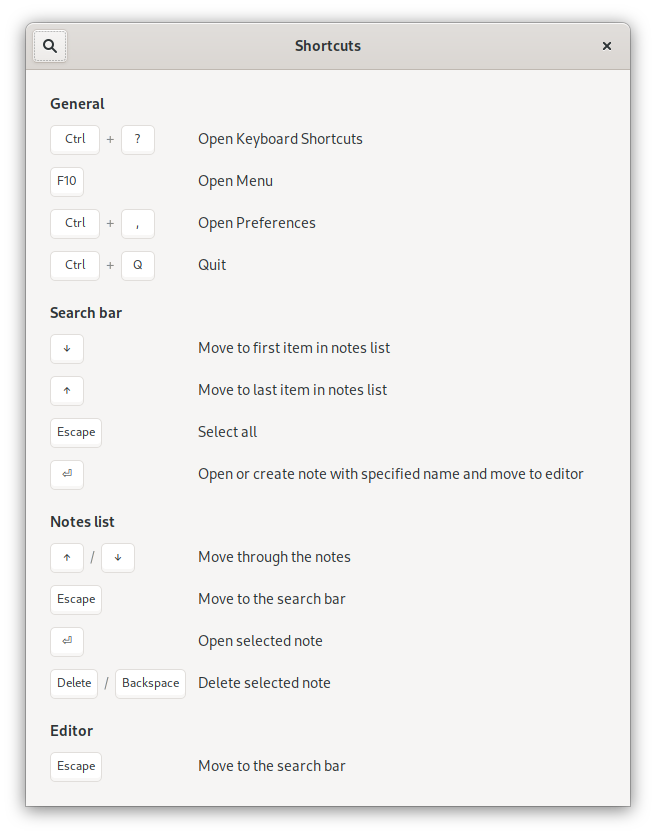 Shortcuts
General
Ctrl + ? Open Keyboard Shortcuts
F10 Open Menu
Ctrl + , Open Preferences
Ctrl + Q Quit
Search bar
↓ Move to first item in notes list
↑ Move to last item in notes list
Escape Select all
⏎ Open or create note with specified name and move to editor
Notes list
↑ / ↓ Move through the notes
Escape Move to the search bar
⏎ Open selected note
Delete / Backspace Delete selected note
Editor
Escape Move to the search bar